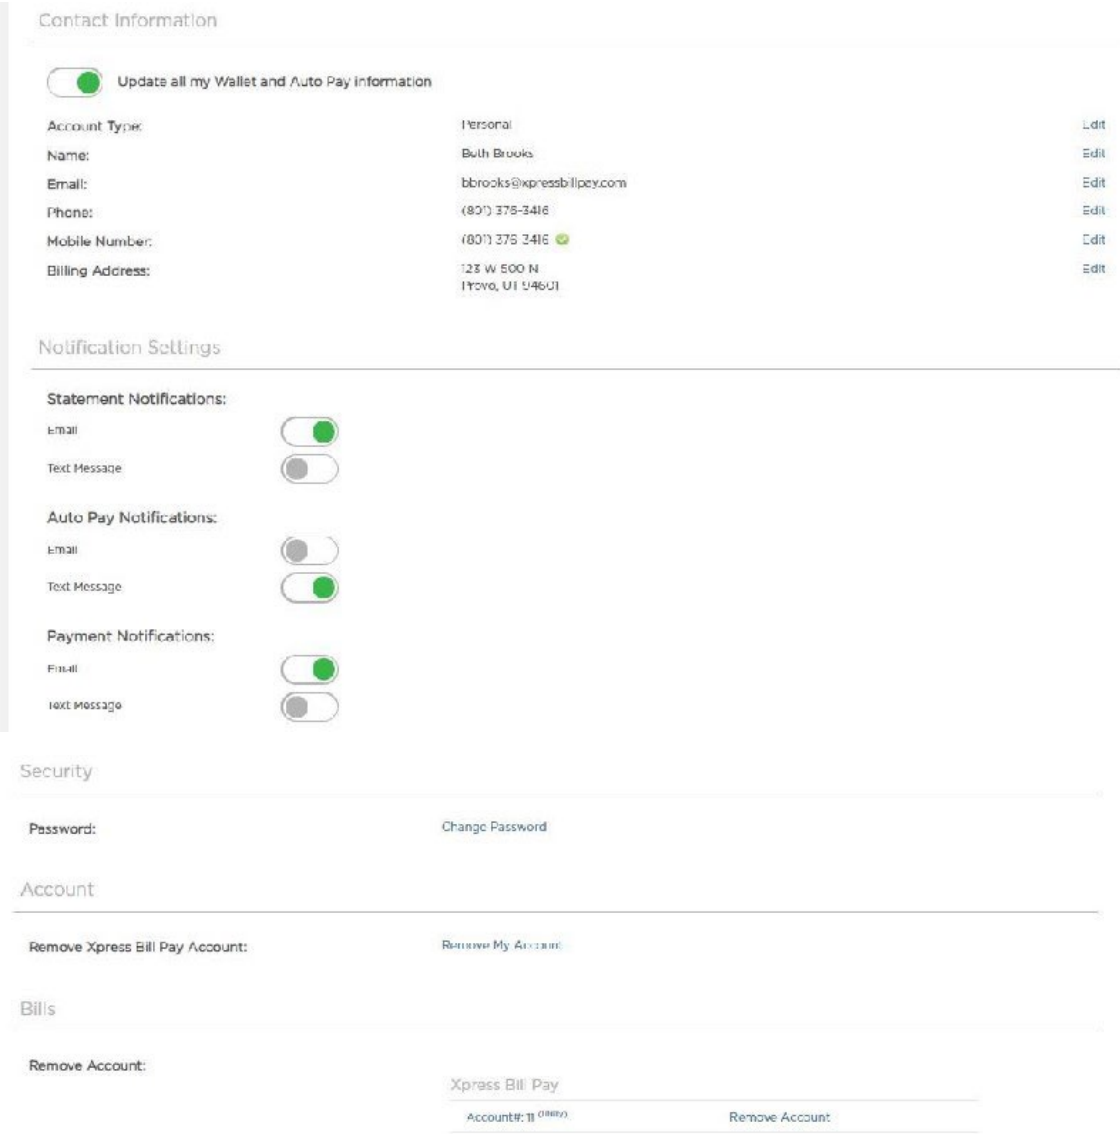 Contact Information
Update all my Wallet and Auto Pay information
Account Type: Personal Edit
Name: Beth Brooks Edit
Email: bbrooks@xpressbillpay.com Edit
Phone: (801) 376-3416 Edit
Mobile Number: (801) 376-3416 Edit
Billing Address: 123 W 500 N Edit
Provo, UT 94601
Notification Settings
Statement Notifications:
Email
Text Message
Auto Pay Notifications:
Email
Text Message
Payment Notifications:
Email
Text Message
Security
Password: Change Password
Account
Remove Xpress Bill Pay Account: Remove My Account
Bills
Remove Account:
Xpress Bill Pay
Account#: 11 (Utility) Remove Account